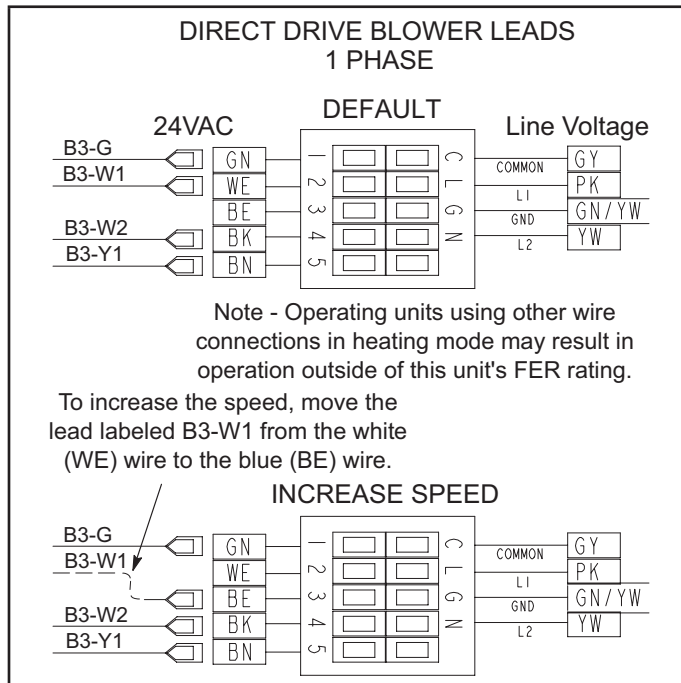 DIRECT DRIVE BLOWER LEADS
1 PHASE
DEFAULT
24VAC
Line Voltage
B3-G GN 1 C COMMON GY
B3-W1 WE 2 L L1 PK
BE 3 G GND GN/YW
B3-W2 BK 4 N L2 YW
B3-Y1 BN 5
Note - Operating units using other wire
connections in heating mode may result in
operation outside of this unit's FER rating.
To increase the speed, move the
lead labeled B3-W1 from the white
(WE) wire to the blue (BE) wire.
INCREASE SPEED
B3-G GN 1 C COMMON GY
B3-W1 WE 2 L L1 PK
BE 3 G GND GN/YW
B3-W2 BK 4 N L2 YW
B3-Y1 BN 5